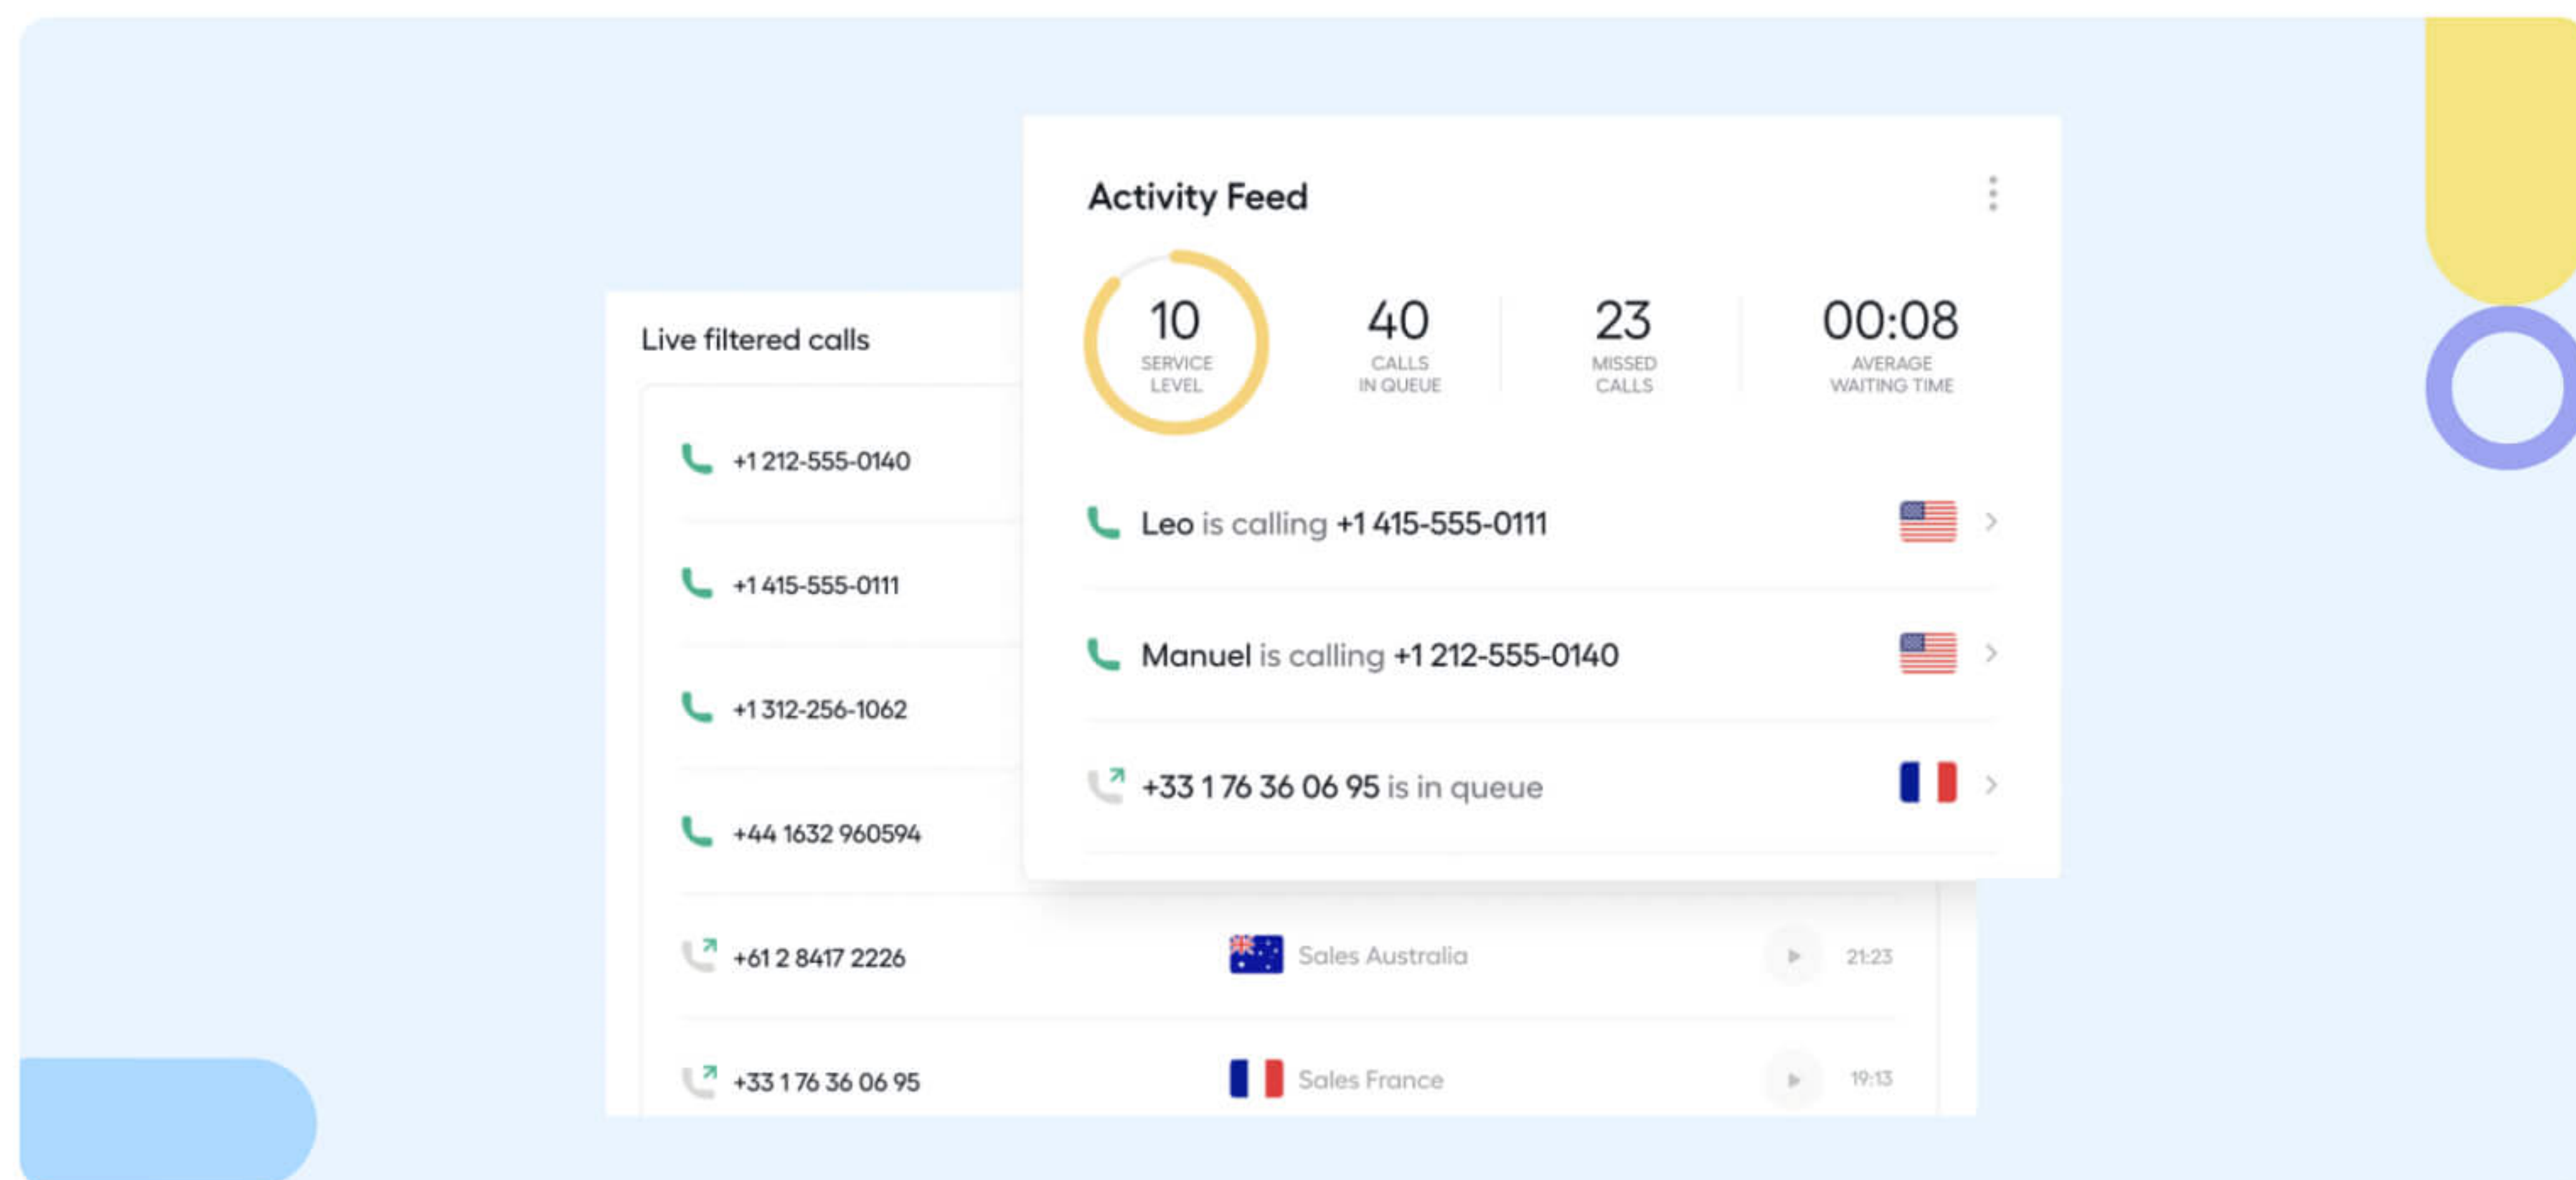 Activity Feed
10
SERVICE
LEVEL
40
CALLS
IN QUEUE
23
MISSED
CALLS
00:08
AVERAGE
WAITING TIME
Leo is calling +1 415-555-0111
Manuel is calling +1 212-555-0140
+33 1 76 36 06 95 is in queue
Live filtered calls
+1 212-555-0140
+1 415-555-0111
+1 312-256-1062
+44 1632 960594
+61 2 8417 2226 Sales Australia 21:23
+33 1 76 36 06 95 Sales France 19:13